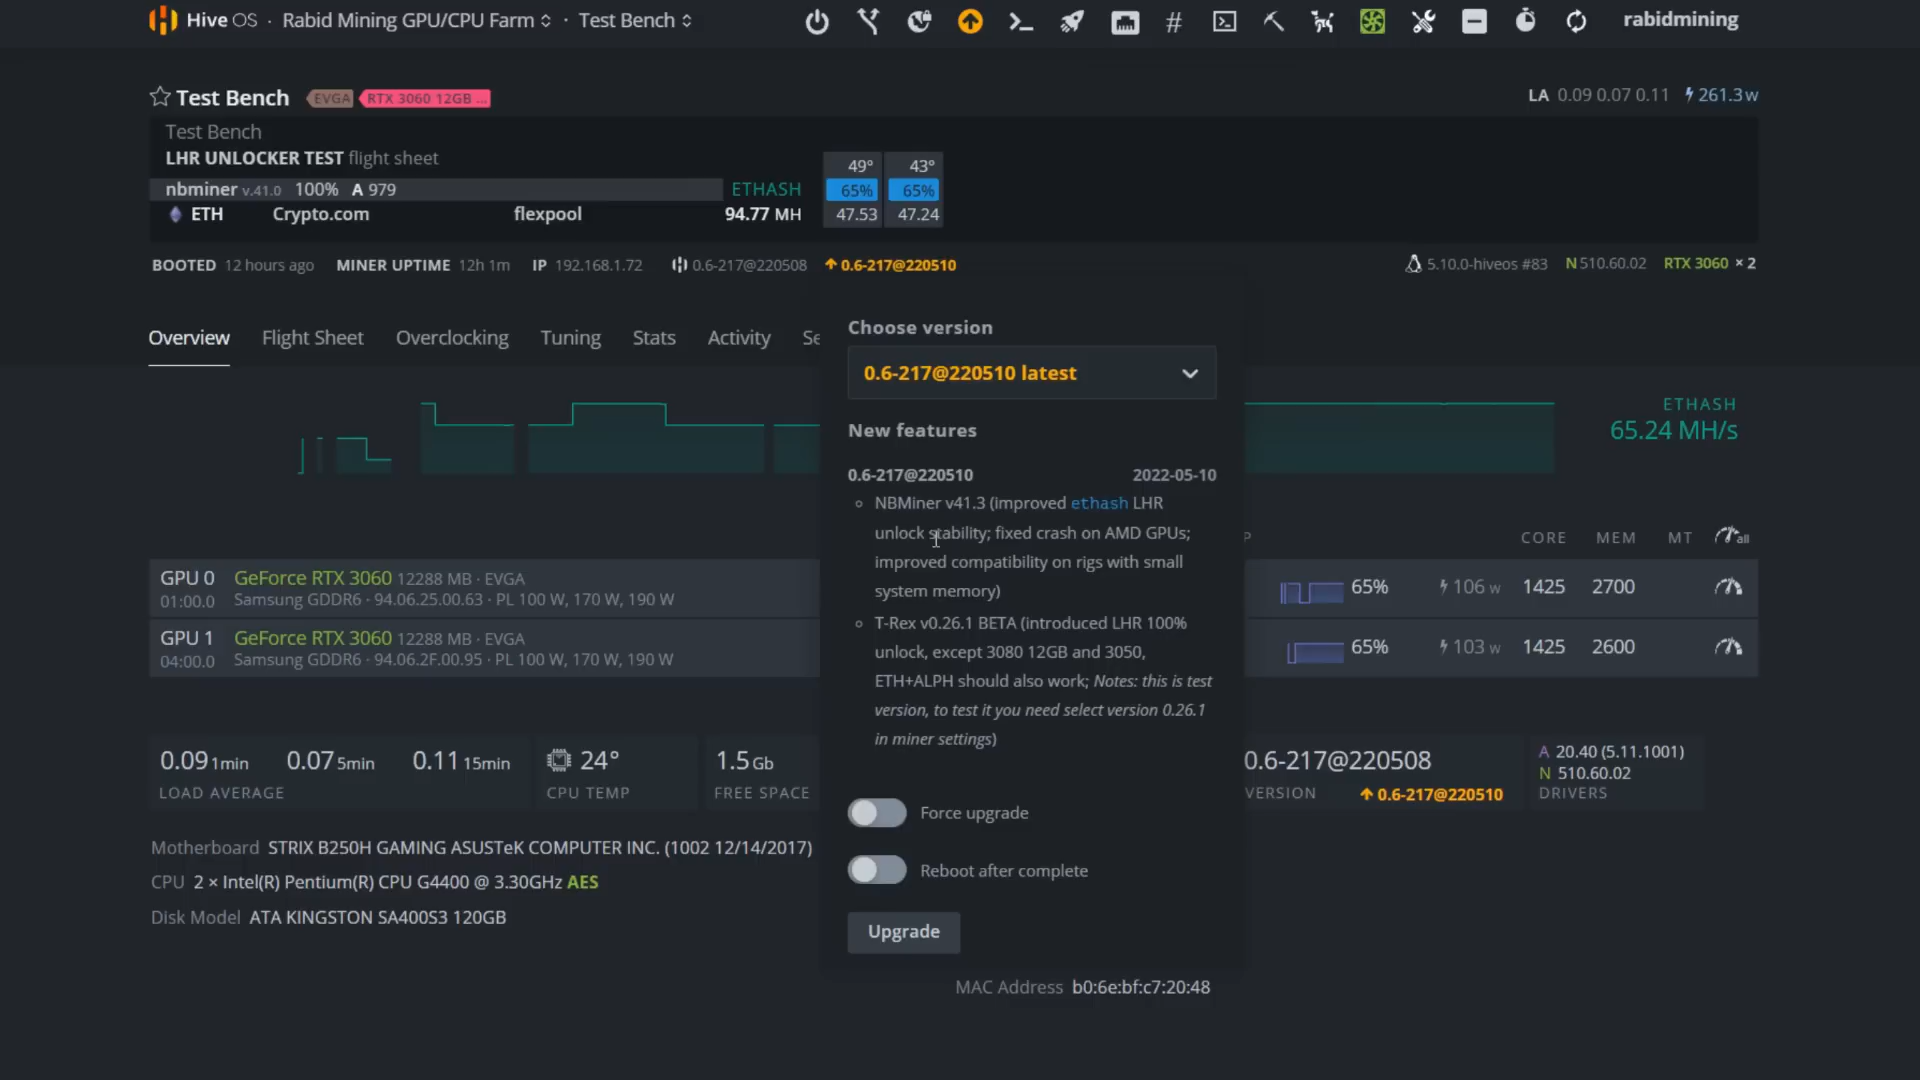 Hive OS · Rabid Mining GPU/CPU Farm · Test Bench rabidmining
Test Bench EVGA RTX 3060 12GB ... LA 0.09 0.07 0.11 261.3 w
Test Bench
LHR UNLOCKER TEST flight sheet 49° 43°
nbminer v.41.0 100% A 979 ETHASH 65% 65%
ETH Crypto.com flexpool 94.77 MH 47.53 47.24
BOOTED 12 hours ago MINER UPTIME 12h 1m IP 192.168.1.72 0.6-217@220508 0.6-217@220510 5.10.0-hiveos #83 N 510.60.02 RTX 3060 × 2
Overview Flight Sheet Overclocking Tuning Stats Activity Se
Choose version
0.6-217@220510 latest
New features
0.6-217@220510 2022-05-10
NBMiner v41.3 (improved ethash LHR
unlock stability; fixed crash on AMD GPUs;
improved compatibility on rigs with small
system memory)
T-Rex v0.26.1 BETA (introduced LHR 100%
unlock, except 3080 12GB and 3050,
ETH+ALPH should also work; Notes: this is test
version, to test it you need select version 0.26.1
in miner settings)
Force upgrade
Reboot after complete
Upgrade
ETHASH
65.24 MH/s
P CORE MEM MT all
GPU 0 GeForce RTX 3060 12288 MB · EVGA 65% 106 w 1425 2700
01:00.0 Samsung GDDR6 · 94.06.25.00.63 · PL 100 W, 170 W, 190 W
GPU 1 GeForce RTX 3060 12288 MB · EVGA 65% 103 w 1425 2600
04:00.0 Samsung GDDR6 · 94.06.2F.00.95 · PL 100 W, 170 W, 190 W
0.09 1min 0.07 5min 0.11 15min 24° 1.5 Gb 0.6-217@220508 A 20.40 (5.11.1001)
N 510.60.02
LOAD AVERAGE CPU TEMP FREE SPACE VERSION 0.6-217@220510 DRIVERS
Motherboard STRIX B250H GAMING ASUSTeK COMPUTER INC. (1002 12/14/2017)
CPU 2 × Intel(R) Pentium(R) CPU G4400 @ 3.30GHz AES
Disk Model ATA KINGSTON SA400S3 120GB
MAC Address b0:6e:bf:c7:20:48